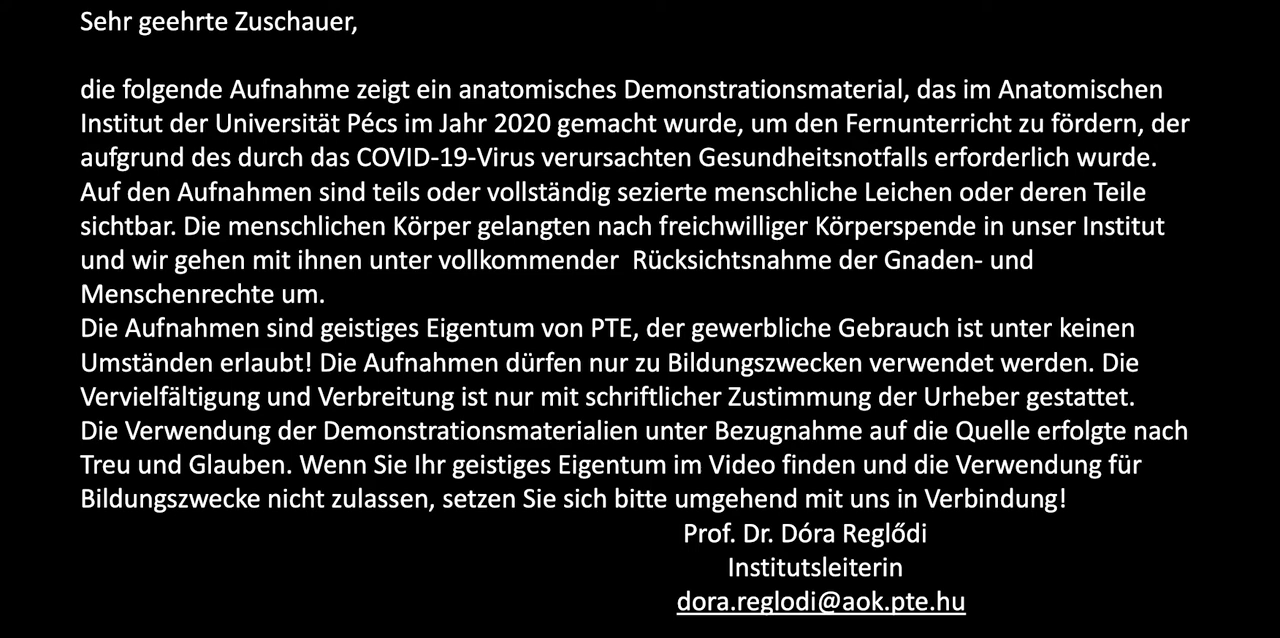 Sehr geehrte Zuschauer,
die folgende Aufnahme zeigt ein anatomisches Demonstrationsmaterial, das im Anatomischen
Institut der Universität Pécs im Jahr 2020 gemacht wurde, um den Fernunterricht zu fördern, der
aufgrund des durch das COVID-19-Virus verursachten Gesundheitsnotfalls erforderlich wurde.
Auf den Aufnahmen sind teils oder vollständig sezierte menschliche Leichen oder deren Teile
sichtbar. Die menschlichen Körper gelangten nach freichwilliger Körperspende in unser Institut
und wir gehen mit ihnen unter vollkommender  Rücksichtsnahme der Gnaden- und
Menschenrechte um.
Die Aufnahmen sind geistiges Eigentum von PTE, der gewerbliche Gebrauch ist unter keinen
Umständen erlaubt! Die Aufnahmen dürfen nur zu Bildungszwecken verwendet werden. Die
Vervielfältigung und Verbreitung ist nur mit schriftlicher Zustimmung der Urheber gestattet.
Die Verwendung der Demonstrationsmaterialien unter Bezugnahme auf die Quelle erfolgte nach
Treu und Glauben. Wenn Sie Ihr geistiges Eigentum im Video finden und die Verwendung für
Bildungszwecke nicht zulassen, setzen Sie sich bitte umgehend mit uns in Verbindung!
Prof. Dr. Dóra Reglődi
Institutsleiterin
dora.reglodi@aok.pte.hu